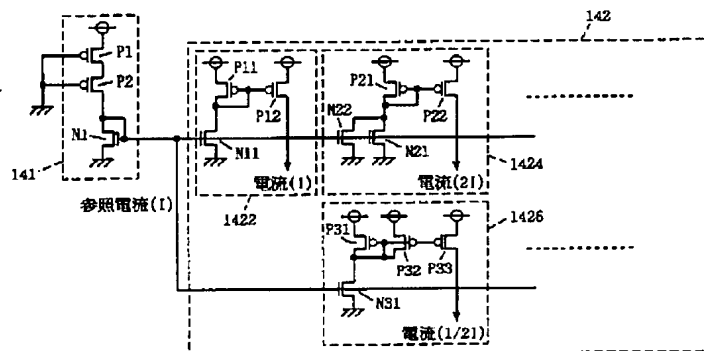 142
P1
P2
N1
141
参照電流(I)
P11
P12
N11
電流(I)
1422
P21
P22
N22
N21
電流(2I)
1424
P31
P32
P33
N31
電流(1/2I)
1426